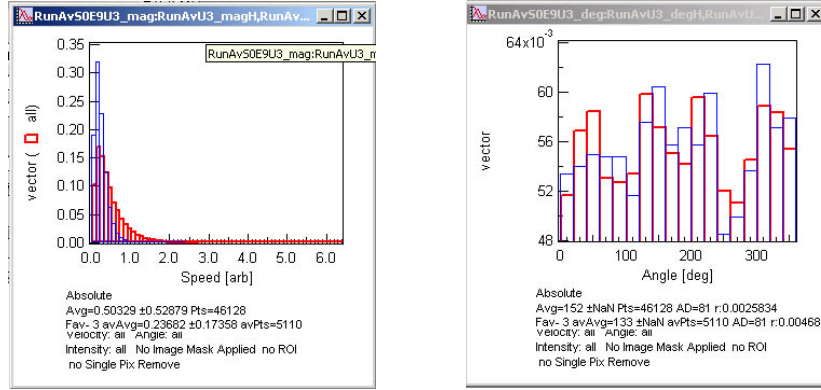 RunAvS0E9U3_mag:RunAvU3_magH,RunAv...
RunAvS0E9U3_mag:RunAvU3_m
0.35
0.30
0.25
0.20
0.15
0.10
0.05
0.00
vector ( all)
0.0 1.0 2.0 3.0 4.0 5.0 6.0
Speed [arb]
Absolute
Avg=0.50329 ±0.52879 Pts=46128
Fav- 3 avAvg=0.23682 ±0.17358 avPts=5110
Velocity: all Angle: all
Intensity: all No Image Mask Applied no ROI
no Single Pix Remove
RunAvS0E9U3_deg:RunAvU3_degH,RunAvU...
64x10-3
60
56
52
48
vector
0 100 200 300
Angle [deg]
Absolute
Avg=152 ±NaN Pts=46128 AD=81 r:0.0025834
Fav- 3 avAvg=133 ±NaN avPts=5110 AD=81 r:0.00468
Velocity: all Angle: all
Intensity: all No Image Mask Applied no ROI
no Single Pix Remove